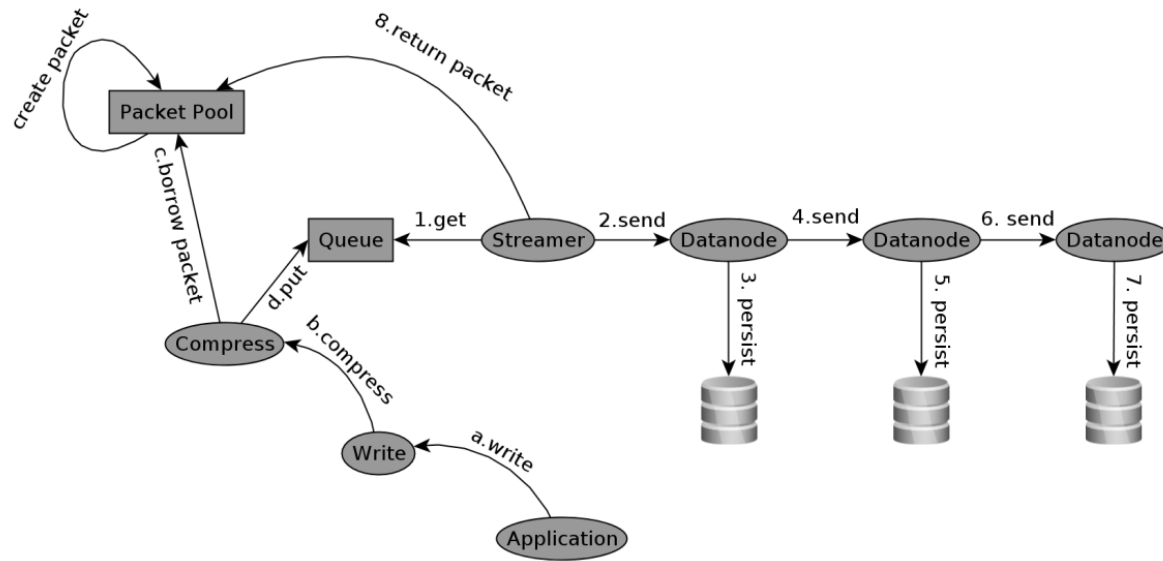 8.return packet
create packet
Packet Pool
c.borrow packet
1.get
2.send
4.send
6. send
Queue
Streamer
Datanode
Datanode
Datanode
d.put
3. persist
5. persist
7. persist
Compress
b.compress
Write
a.write
Application